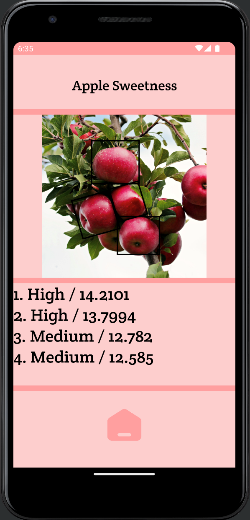 6:35
Apple Sweetness
1. High / 14.2101
2. High / 13.7994
3. Medium / 12.782
4. Medium / 12.585